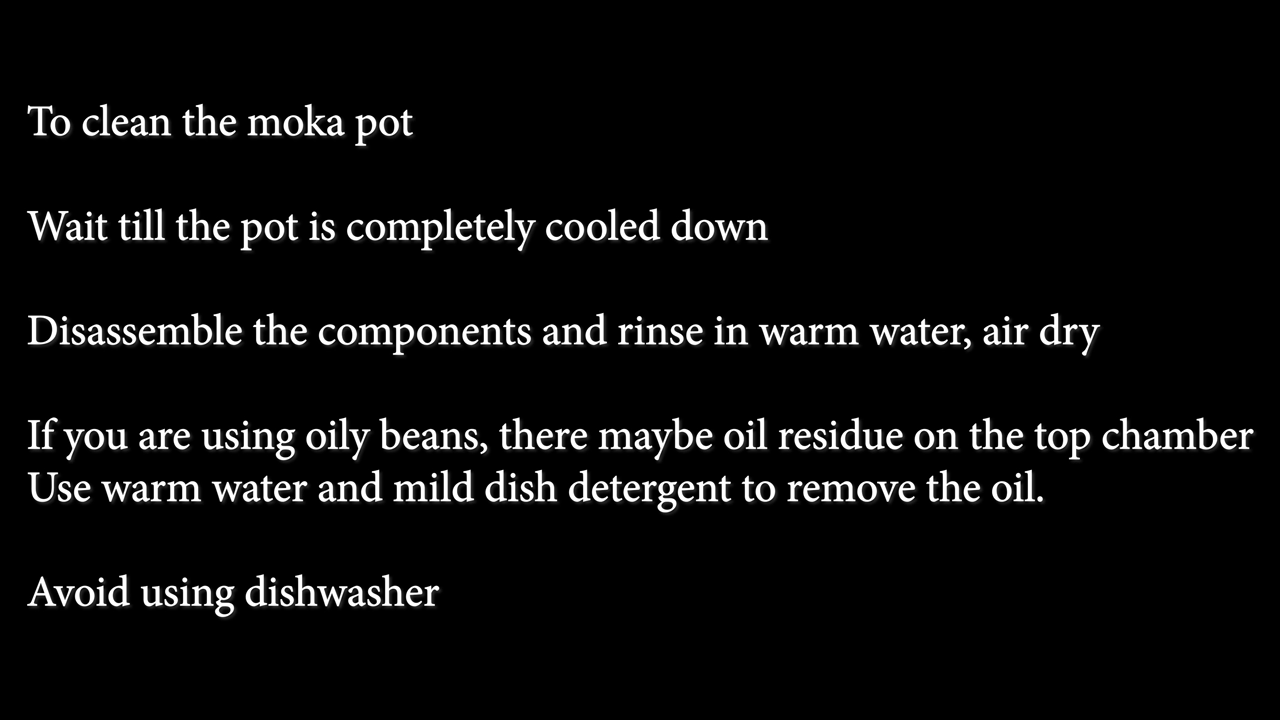 To clean the moka pot
Wait till the pot is completely cooled down
Disassemble the components and rinse in warm water, air dry
If you are using oily beans, there maybe oil residue on the top chamber
Use warm water and mild dish detergent to remove the oil.
Avoid using dishwasher